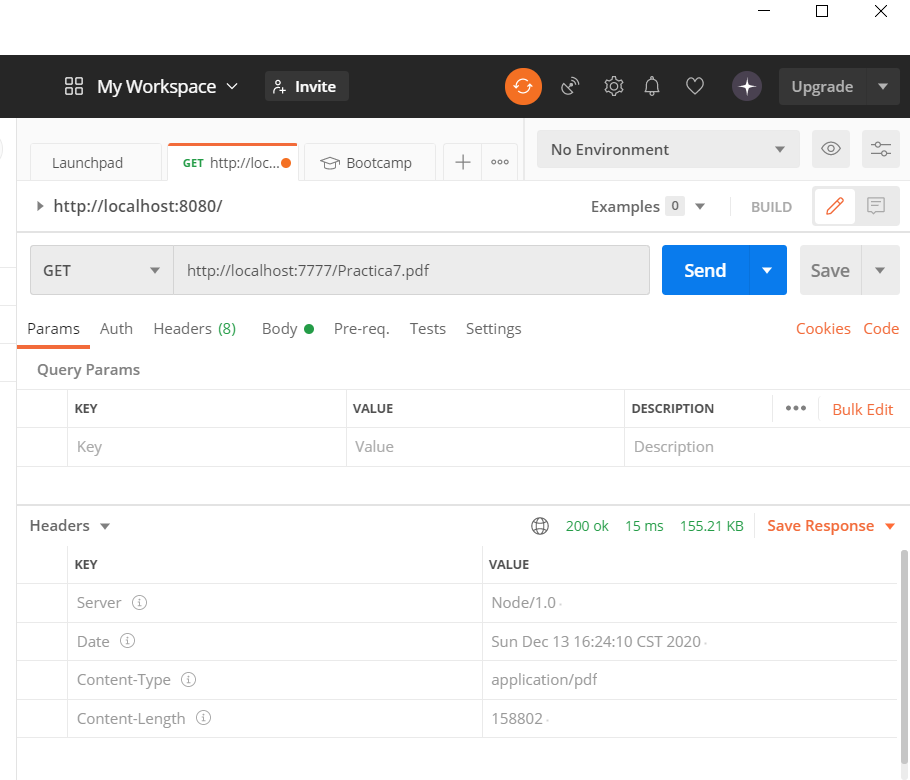 My Workspace Invite Upgrade
Launchpad GET http://loc... Bootcamp No Environment
http://localhost:8080/ Examples 0 BUILD
GET http://localhost:7777/Practica7.pdf Send Save
Params Auth Headers (8) Body Pre-req. Tests Settings Cookies Code
Query Params
KEY VALUE DESCRIPTION ••• Bulk Edit
Key Value Description
Headers 200 ok 15 ms 155.21 KB Save Response
KEY VALUE
Server Node/1.0
Date Sun Dec 13 16:24:10 CST 2020
Content-Type application/pdf
Content-Length 158802